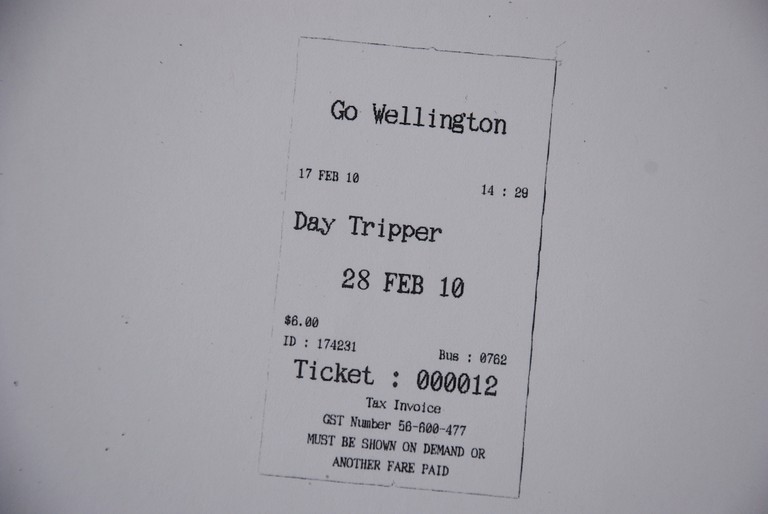 Go Wellington
17 FEB 10 14 : 29
Day Tripper
28 FEB 10
$6.00
ID : 174231 Bus : 0762
Ticket : 000012
Tax Invoice
GST Number 56-600-477
MUST BE SHOWN ON DEMAND OR
ANOTHER FARE PAID